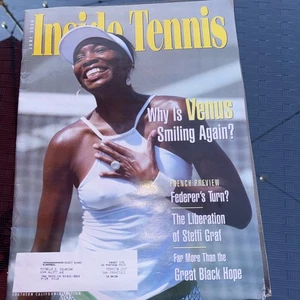 Inside Tennis
Why Is Venus
Smiling Again?
FRENCH PREVIEW
Federer's Turn?
The Liberation
of Steffi Graf
Far More Than the
Great Black Hope